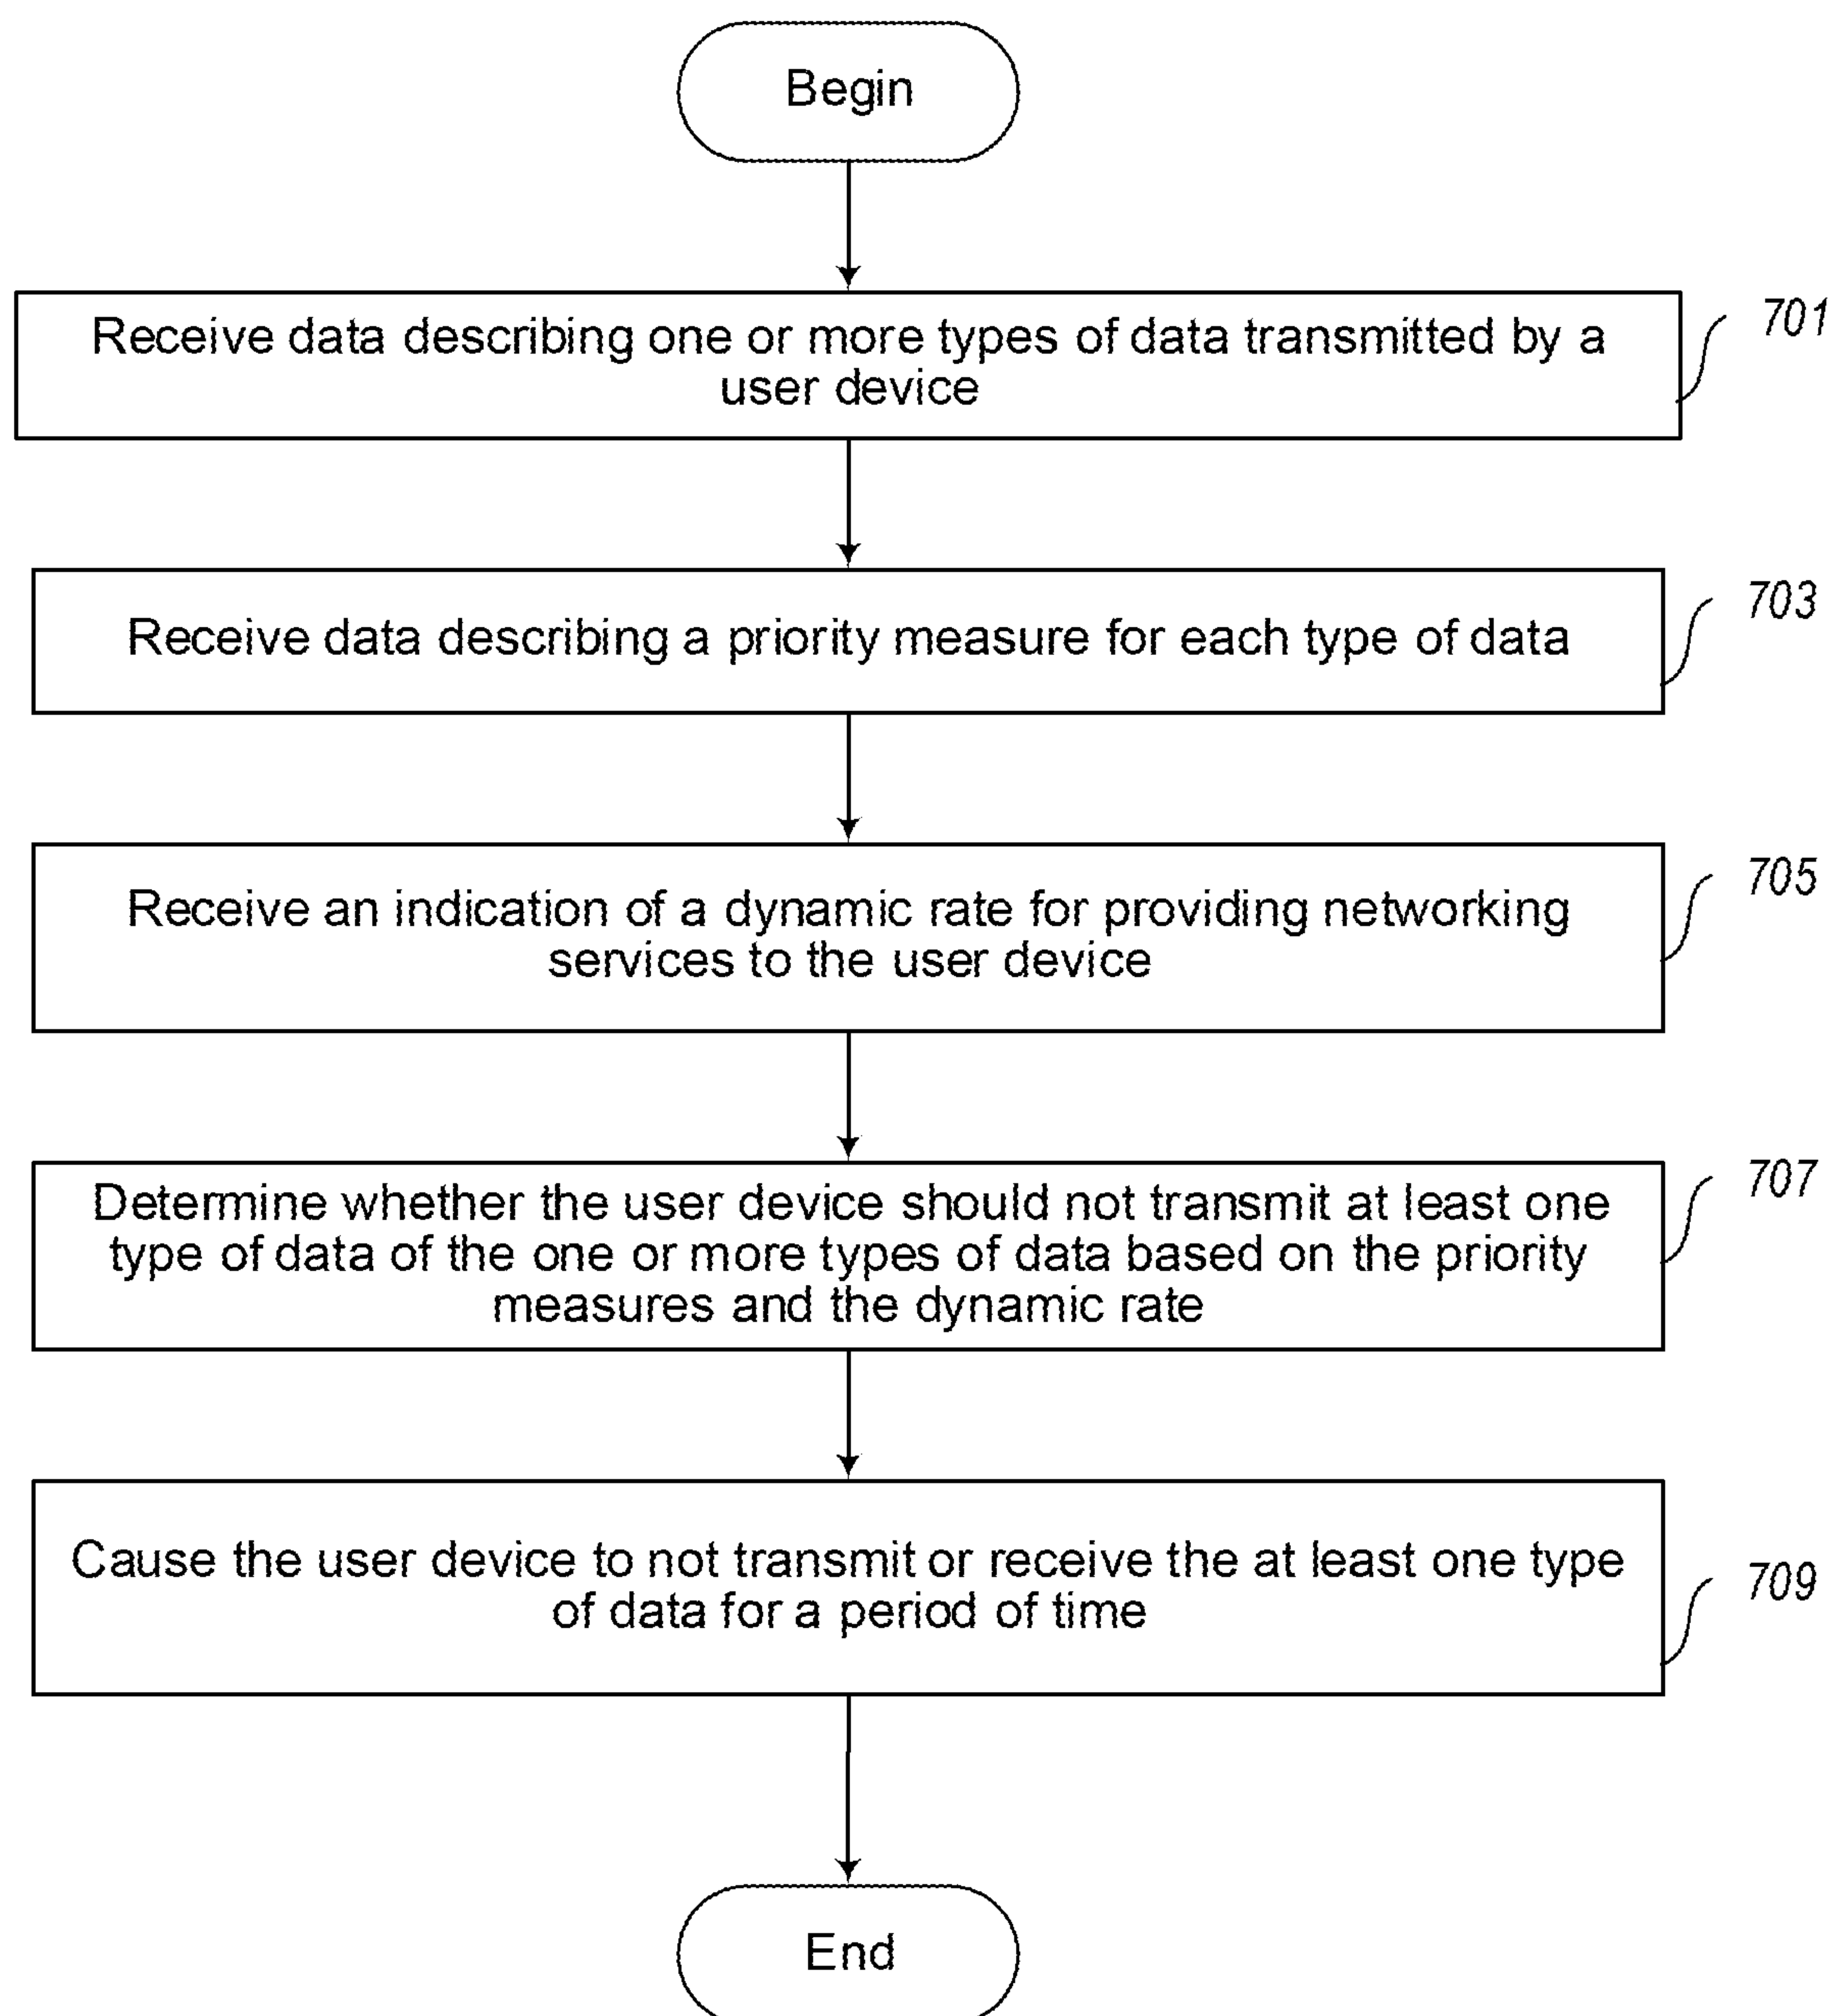 Begin
Receive data describing one or more types of data transmitted by a
user device
701
Receive data describing a priority measure for each type of data
703
Receive an indication of a dynamic rate for providing networking
services to the user device
705
Determine whether the user device should not transmit at least one
type of data of the one or more types of data based on the priority
measures and the dynamic rate
707
Cause the user device to not transmit or receive the at least one type
of data for a period of time
709
End